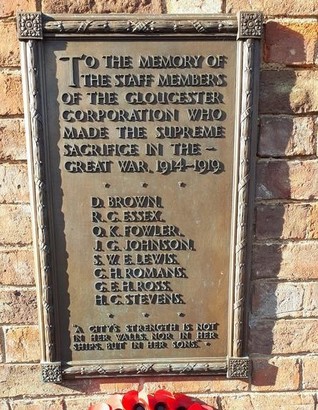 TO THE MEMORY OF
THE STAFF MEMBERS
OF THE GLOUCESTER
CORPORATION WHO
MADE THE SUPREME
SACRIFICE IN THE –
GREAT WAR. 1914–1919
D. BROWN.
R. C. ESSEX.
O. K. FOWLER.
J. G. JOHNSON.
S. W. E. LEWIS.
C. H. ROMANS.
G. E. H. ROSS.
H. C. STEVENS.
"A CITY'S STRENGTH IS NOT
IN HER WALLS, NOR IN HER
SHIPS, BUT IN HER SONS."